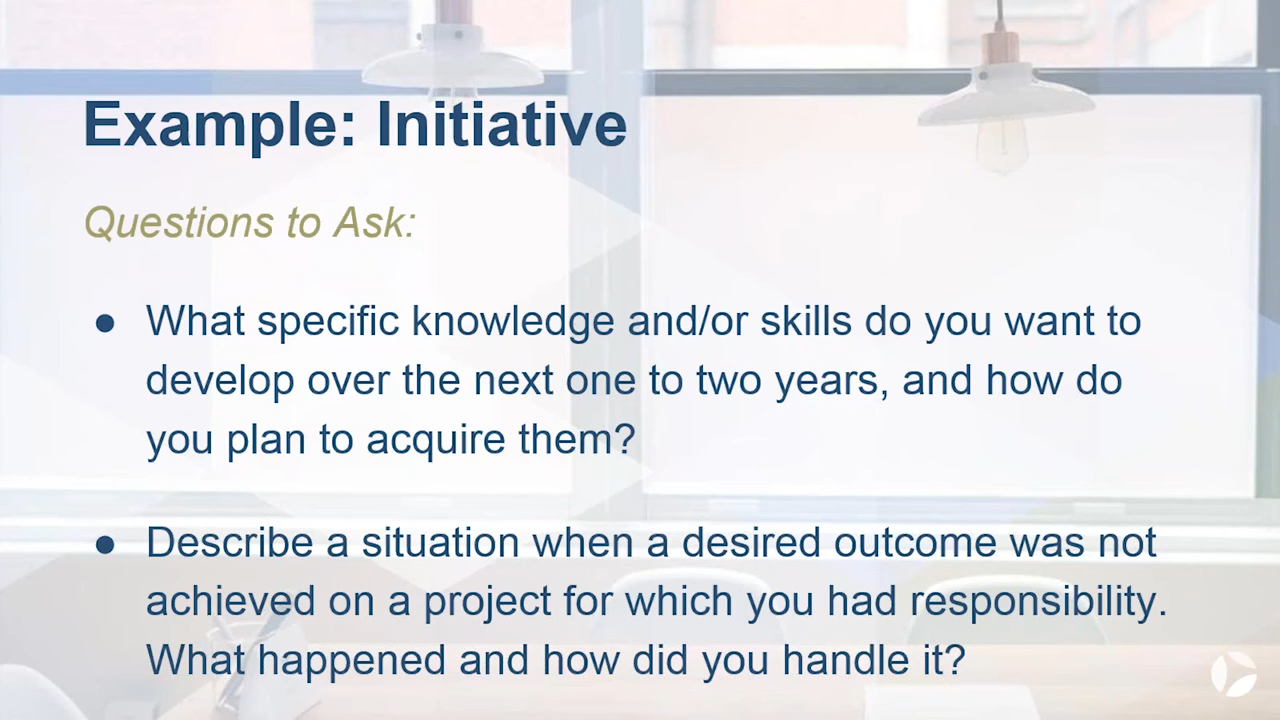 Example: Initiative
Questions to Ask:
● What specific knowledge and/or skills do you want to
develop over the next one to two years, and how do
you plan to acquire them?
● Describe a situation when a desired outcome was not
achieved on a project for which you had responsibility.
What happened and how did you handle it?